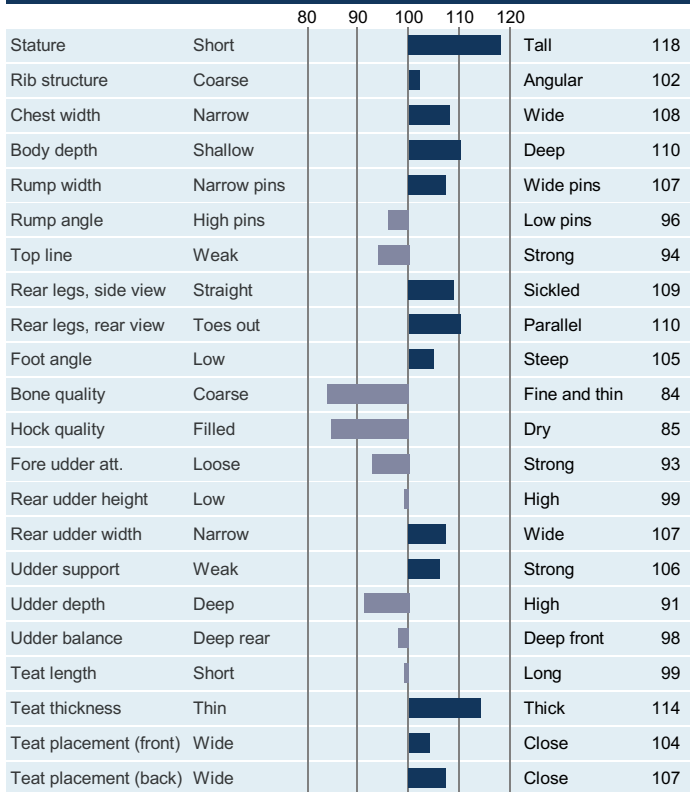 80 90 100 110 120
Stature Short Tall 118
Rib structure Coarse Angular 102
Chest width Narrow Wide 108
Body depth Shallow Deep 110
Rump width Narrow pins Wide pins 107
Rump angle High pins Low pins 96
Top line Weak Strong 94
Rear legs, side view Straight Sickled 109
Rear legs, rear view Toes out Parallel 110
Foot angle Low Steep 105
Bone quality Coarse Fine and thin 84
Hock quality Filled Dry 85
Fore udder att. Loose Strong 93
Rear udder height Low High 99
Rear udder width Narrow Wide 107
Udder support Weak Strong 106
Udder depth Deep High 91
Udder balance Deep rear Deep front 98
Teat length Short Long 99
Teat thickness Thin Thick 114
Teat placement (front) Wide Close 104
Teat placement (back) Wide Close 107